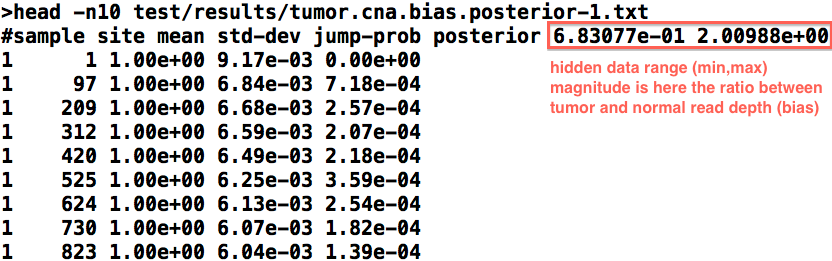 >head -n10 test/results/tumor.cna.bias.posterior-1.txt
#sample site mean std-dev jump-prob posterior 6.83077e-01 2.00988e+00
1 1 1.00e+00 9.17e-03 0.00e+00
1 97 1.00e+00 6.84e-03 7.18e-04
1 209 1.00e+00 6.68e-03 2.57e-04
1 312 1.00e+00 6.59e-03 2.07e-04
1 420 1.00e+00 6.49e-03 2.18e-04
1 525 1.00e+00 6.25e-03 3.59e-04
1 624 1.00e+00 6.13e-03 2.54e-04
1 730 1.00e+00 6.07e-03 1.82e-04
1 823 1.00e+00 6.04e-03 1.39e-04
hidden data range (min,max)
magnitude is here the ratio between
tumor and normal read depth (bias)